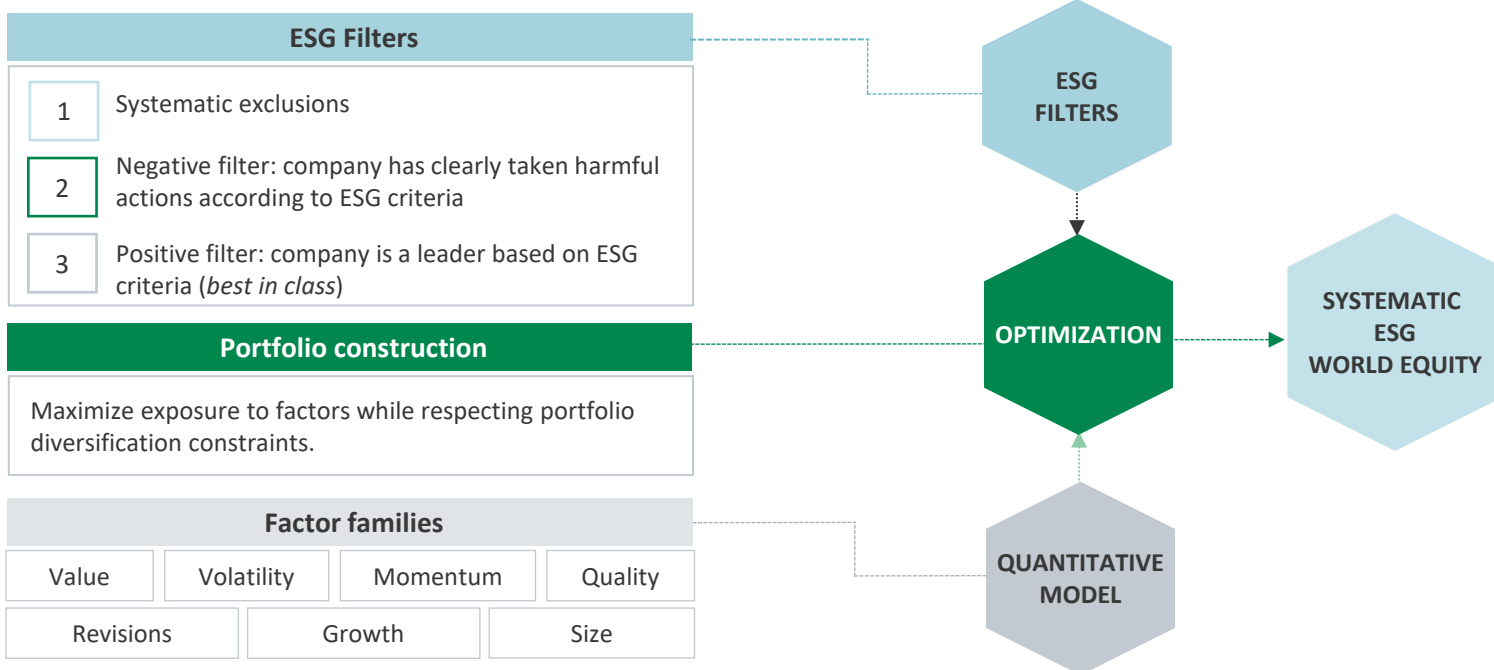 ESG Filters
1
Systematic exclusions
2
Negative filter: company has clearly taken harmful
actions according to ESG criteria
3
Positive filter: company is a leader based on ESG
criteria (best in class)
Portfolio construction
Maximize exposure to factors while respecting portfolio
diversification constraints.
Factor families
Value
Volatility
Momentum
Quality
Revisions
Growth
Size
ESG
FILTERS
OPTIMIZATION
QUANTITATIVE
MODEL
SYSTEMATIC
ESG
WORLD EQUITY